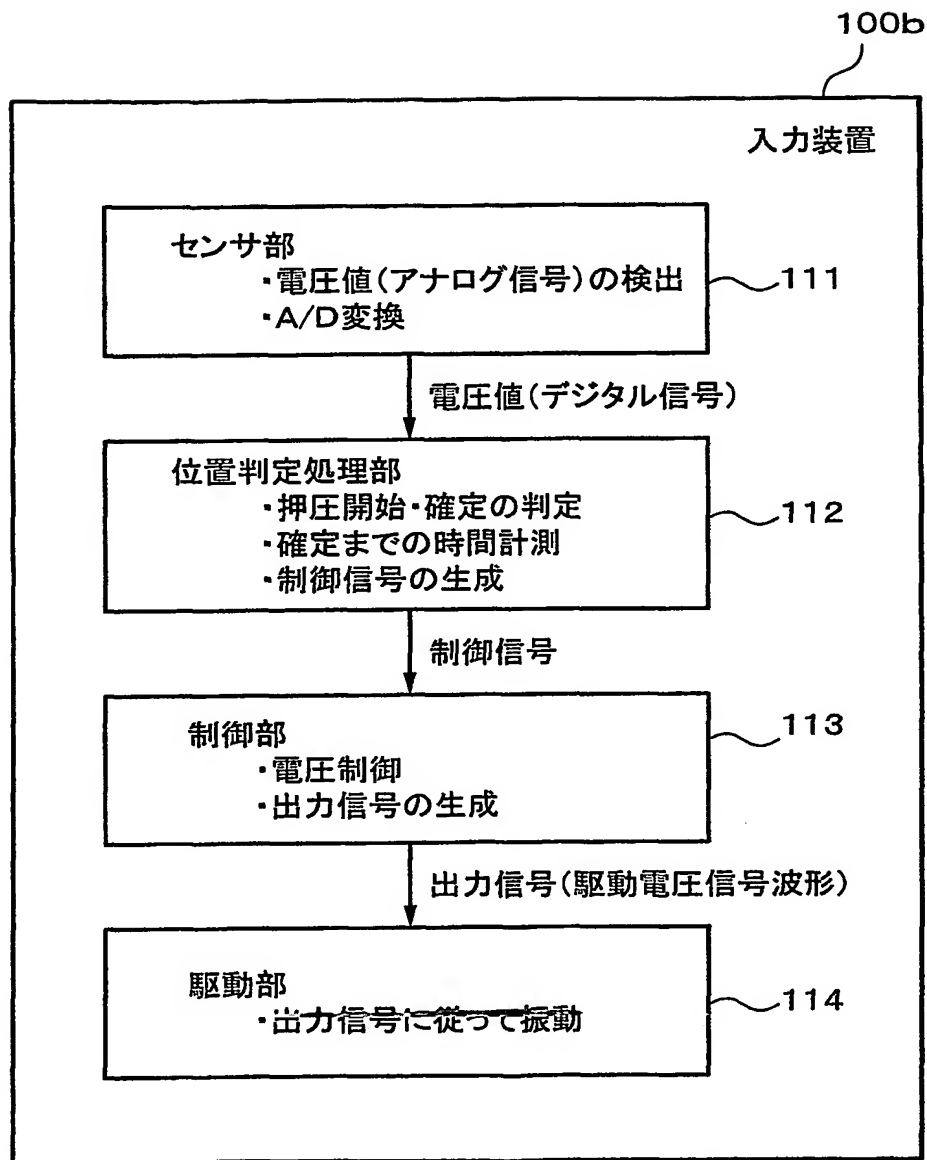 100b
入力装置
センサ部
・電圧値(アナログ信号)の検出
・A/D変換
111
電圧値(デジタル信号)
位置判定処理部
・押圧開始・確定の判定
・確定までの時間計測
・制御信号の生成
112
制御信号
制御部
・電圧制御
・出力信号の生成
113
出力信号(駆動電圧信号波形)
駆動部
・出力信号に従って振動
114